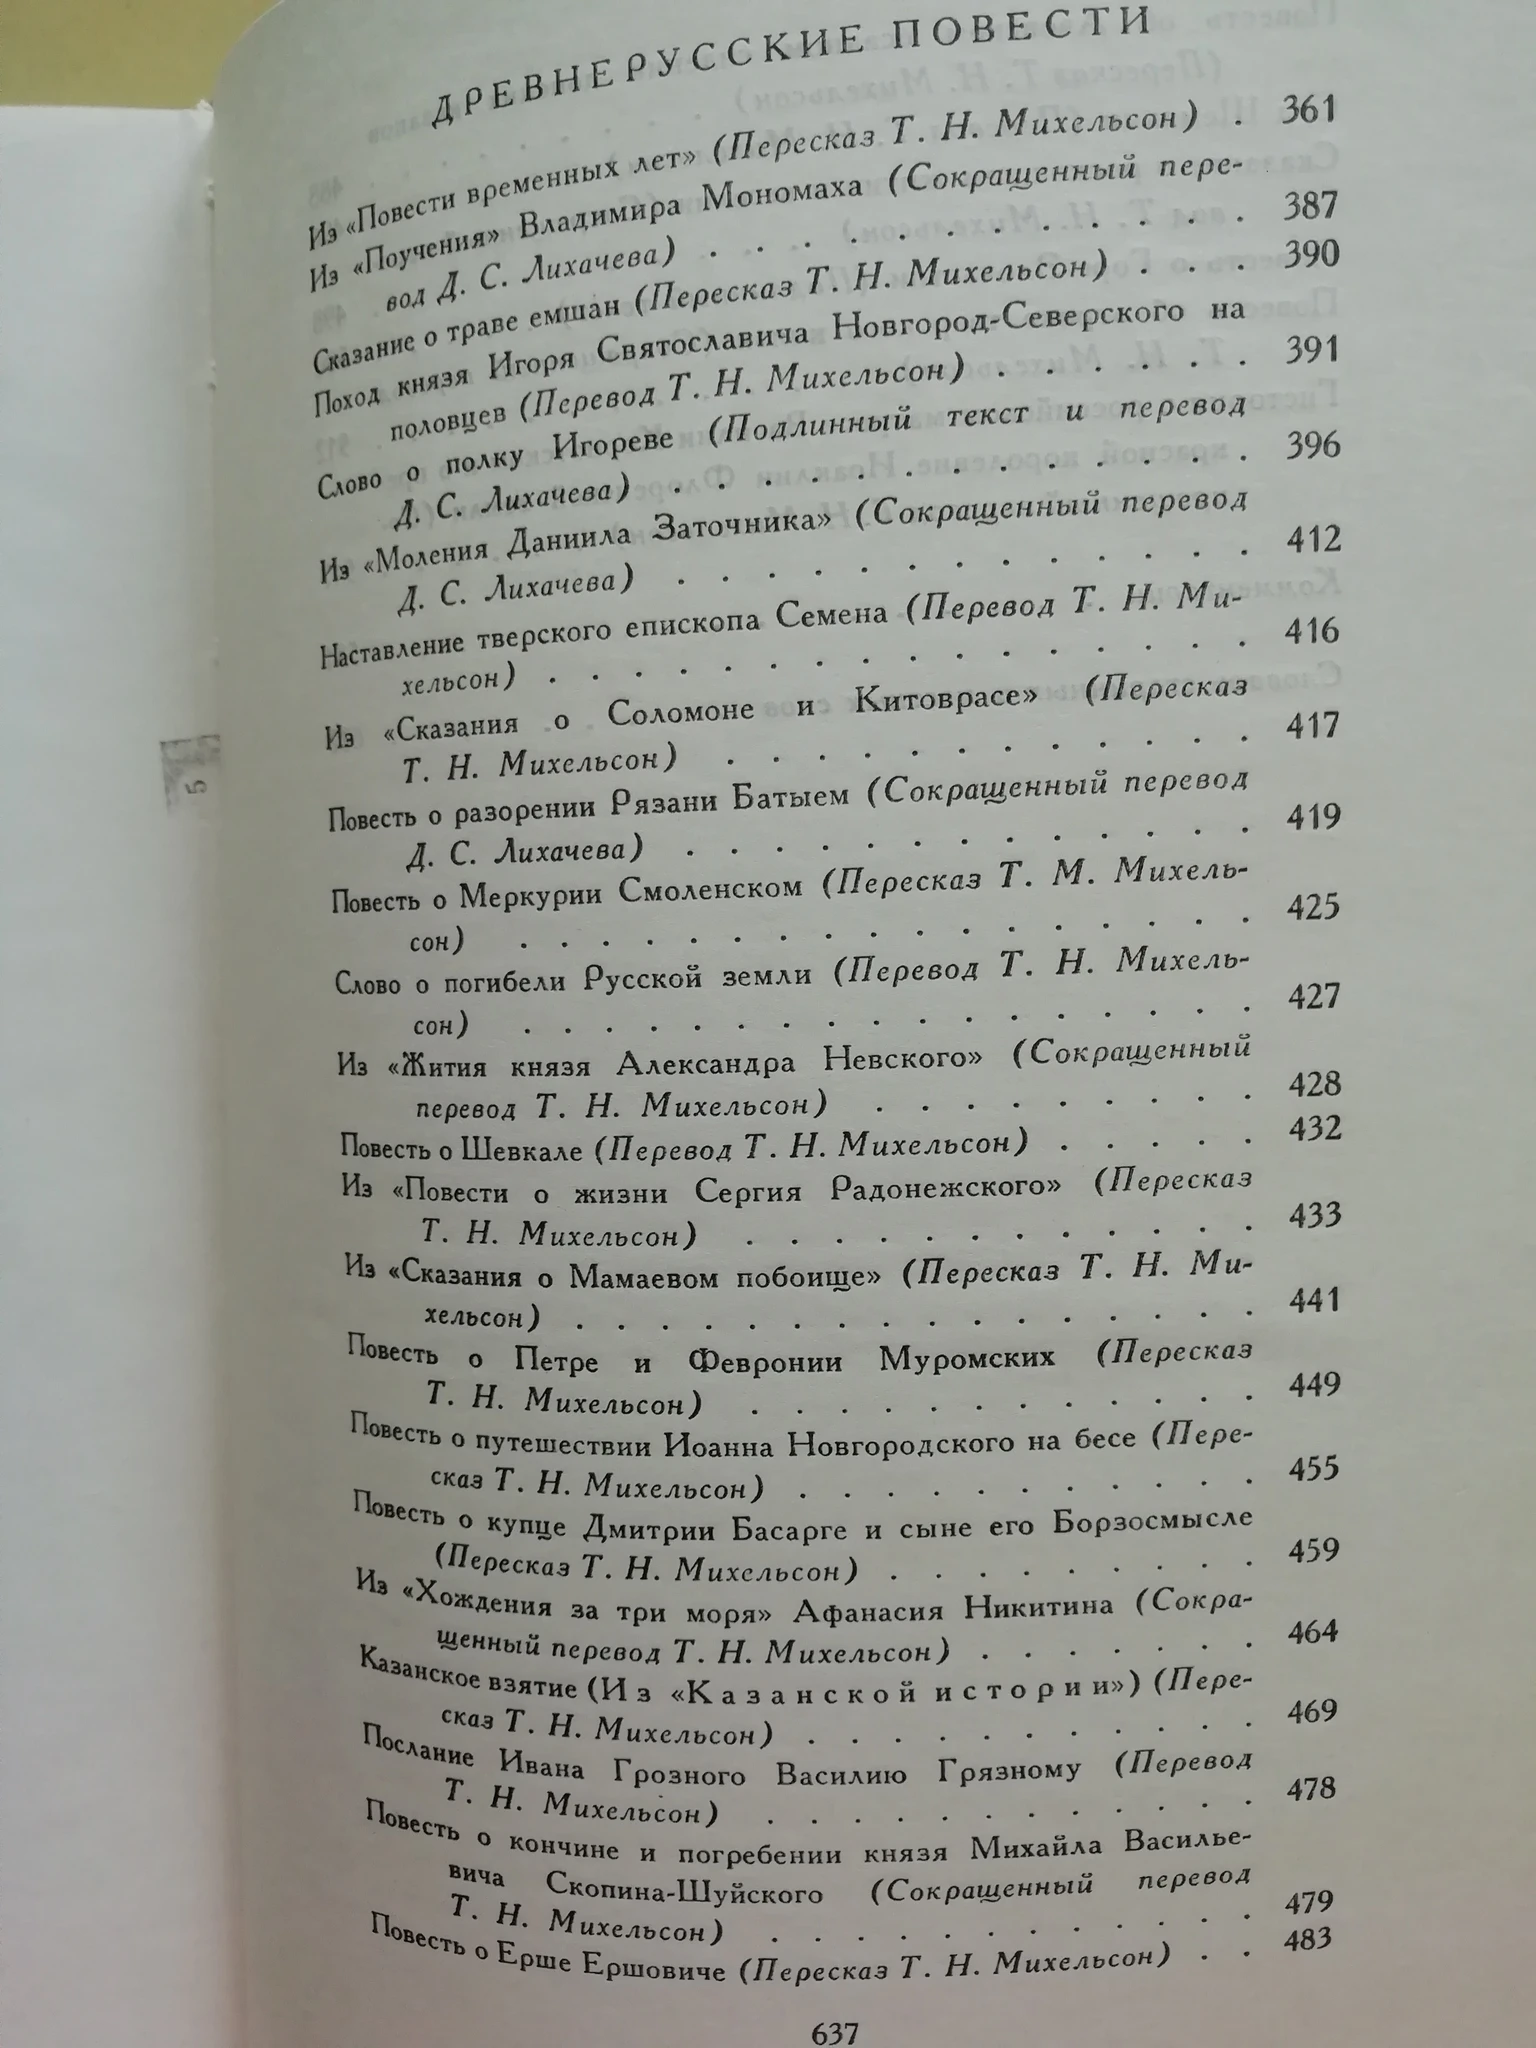 ДРЕВНЕРУССКИЕ ПОВЕСТИ
Из «Повести временных лет» (Пересказ Т. Н. Михельсон) . 361
Из «Поучения» Владимира Мономаха (Сокращенный пере-
вод Д. С. Лихачева) . . . . . . . . . . . . 387
Сказание о траве емшан (Пересказ Т. Н. Михельсон) . . . 390
Поход князя Игоря Святославича Новгород-Северского на
половцев (Перевод Т. Н. Михельсон) . . . . . . 391
Слово о полку Игореве (Подлинный текст и перевод
Д. С. Лихачева) . . . . . . . . . . . . . 396
Из «Моления Даниила Заточника» (Сокращенный перевод
Д. С. Лихачева) . . . . . . . . . . . . . 412
Наставление тверского епископа Семена (Перевод Т. Н. Ми-
хельсон) . . . . . . . . . . . . . . . . 416
Из «Сказания о Соломоне и Китоврасе» (Пересказ
Т. Н. Михельсон) . . . . . . . . . . . . 417
Повесть о разорении Рязани Батыем (Сокращенный перевод
Д. С. Лихачева) . . . . . . . . . . . . . 419
Повесть о Меркурии Смоленском (Пересказ Т. М. Михель-
сон) . . . . . . . . . . . . . . . . . 425
Слово о погибели Русской земли (Перевод Т. Н. Михель-
сон) . . . . . . . . . . . . . . . . . 427
Из «Жития князя Александра Невского» (Сокращенный
перевод Т. Н. Михельсон) . . . . . . . . . 428
Повесть о Шевкале (Перевод Т. Н. Михельсон) . . . . . 432
Из «Повести о жизни Сергия Радонежского» (Пересказ
Т. Н. Михельсон) . . . . . . . . . . . . 433
Из «Сказания о Мамаевом побоище» (Пересказ Т. Н. Ми-
хельсон) . . . . . . . . . . . . . . . . 441
Повесть о Петре и Февронии Муромских (Пересказ
Т. Н. Михельсон) . . . . . . . . . . . . 449
Повесть о путешествии Иоанна Новгородского на бесе (Пере-
сказ Т. Н. Михельсон) . . . . . . . . . . . 455
Повесть о купце Дмитрии Басарге и сыне его Борзосмысле
(Пересказ Т. Н. Михельсон) . . . . . . . . . 459
Из «Хождения за три моря» Афанасия Никитина (Сокра-
щенный перевод Т. Н. Михельсон) . . . . . . . 464
Казанское взятие (Из «Казанской истории») (Пере-
сказ Т. Н. Михельсон) . . . . . . . . . . . 469
Послание Ивана Грозного Василию Грязному (Перевод
Т. Н. Михельсон) . . . . . . . . . . . . 478
Повесть о кончине и погребении князя Михайла Василье-
вича Скопина-Шуйского (Сокращенный перевод
Т. Н. Михельсон) . . . . . . . . . . . . 479
Повесть о Ерше Ершовиче (Пересказ Т. Н. Михельсон) . . 483
637
5